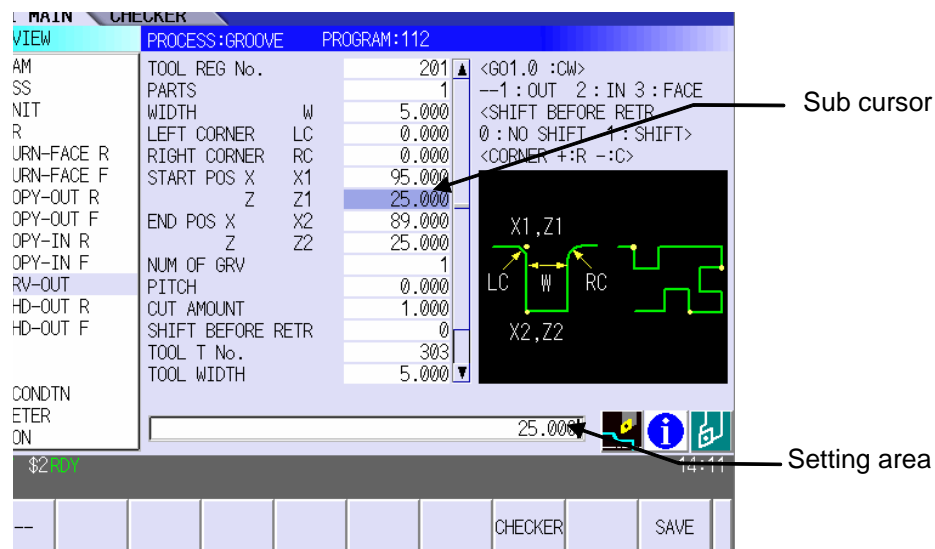 MAIN CHECKER
VIEW
PROCESS:GROOVE PROGRAM:112
AM
SS
NIT
R
URN-FACE R
URN-FACE F
OPY-OUT R
OPY-OUT F
OPY-IN R
OPY-IN F
RV-OUT
HD-OUT R
HD-OUT F
CONDTN
ETER
ON
TOOL REG No. 201
PARTS 1
WIDTH W 5.000
LEFT CORNER LC 0.000
RIGHT CORNER RC 0.000
START POS X X1 95.000
Z Z1 25.000
END POS X X2 89.000
Z Z2 25.000
NUM OF GRV 1
PITCH 0.000
CUT AMOUNT 1.000
SHIFT BEFORE RETR 0
TOOL T No. 303
TOOL WIDTH 5.000
<G01.0 :CW>
--1:OUT 2:IN 3:FACE
<SHIFT BEFORE RETR
0:NO SHIFT 1:SHIFT>
<CORNER +:R -:C>
X1,Z1
LC W RC
X2,Z2
Sub cursor
25.000
Setting area
$2 RDY
14:11
-- CHECKER SAVE